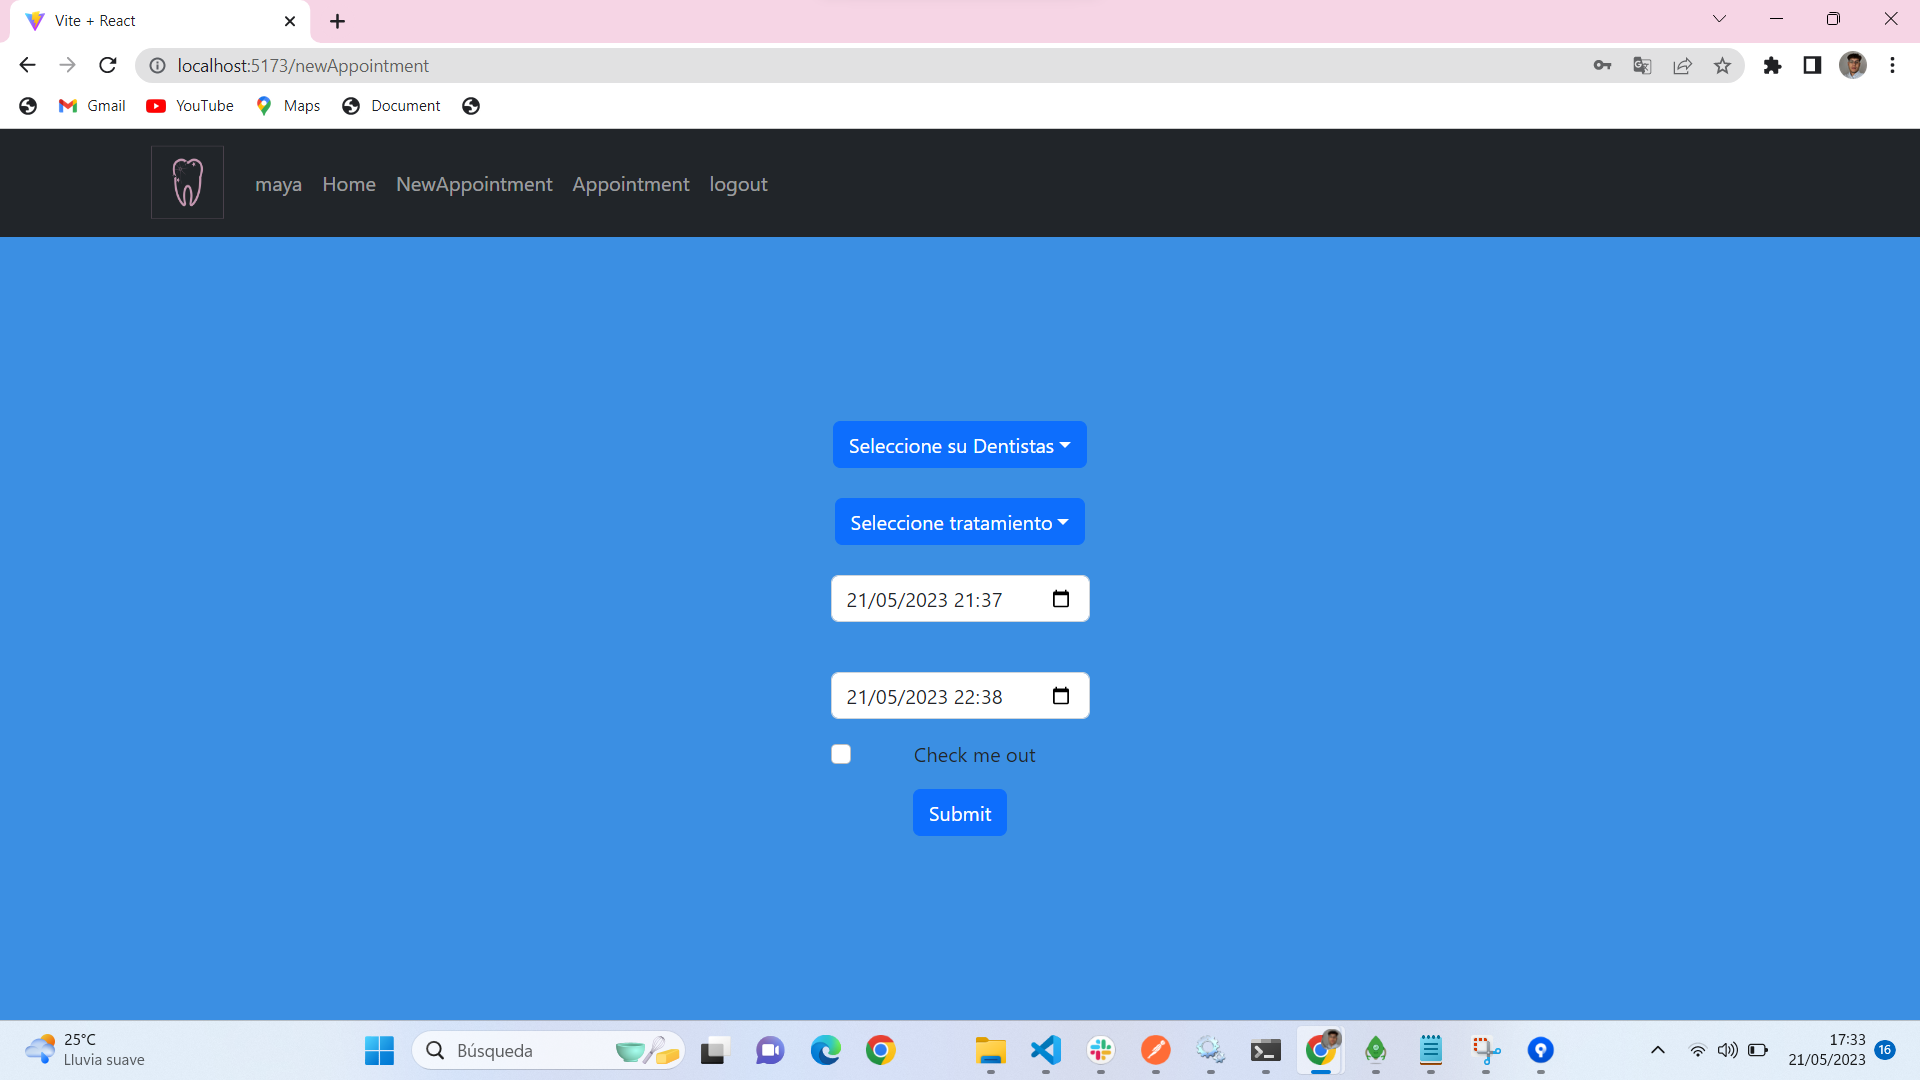 Vite + React
localhost:5173/newAppointment
Gmail YouTube Maps Document
maya Home NewAppointment Appointment logout
Seleccione su Dentistas
Seleccione tratamiento
21/05/2023 21:37
21/05/2023 22:38
Check me out
Submit
25°C
Lluvia suave
Búsqueda
17:33
21/05/2023
16